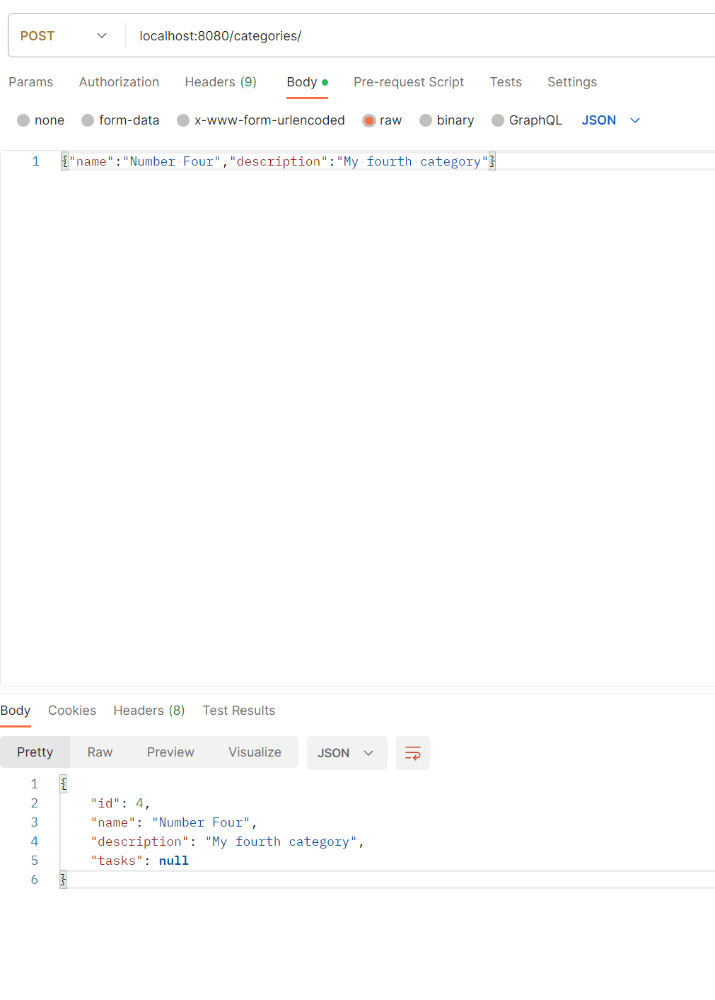 POST localhost:8080/categories/
Params Authorization Headers (9) Body Pre-request Script Tests Settings
none form-data x-www-form-urlencoded raw binary GraphQL JSON
1 {"name":"Number Four","description":"My fourth category"}
Body Cookies Headers (8) Test Results
Pretty Raw Preview Visualize JSON
1 {
2 "id": 4,
3 "name": "Number Four",
4 "description": "My fourth category",
5 "tasks": null
6 }